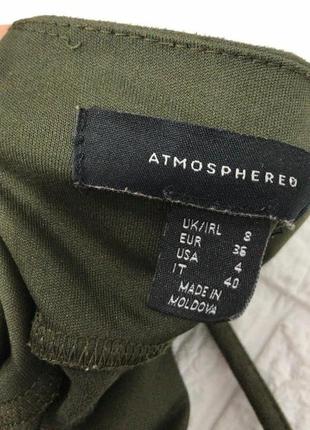 ATMOSPHERE
UK/IRL 8
EUR 36
USA 4
IT 40
MADE IN
MOLDOVA